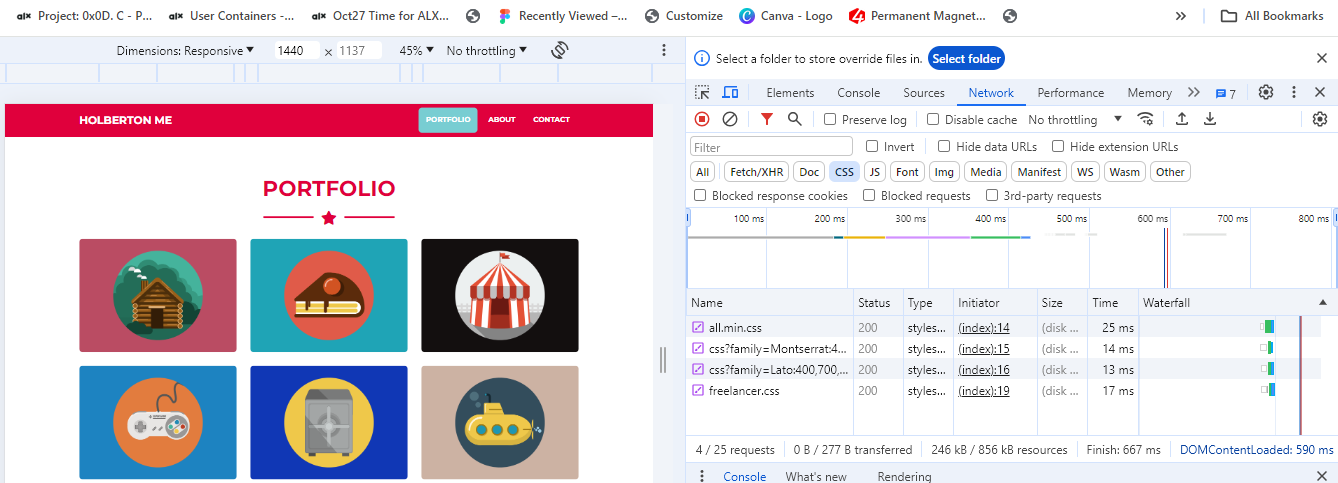 alx Project: 0x0D. C - P... alx User Containers -... alx Oct27 Time for ALX... Recently Viewed –... Customize Canva - Logo Permanent Magnet... » All Bookmarks
Dimensions: Responsive 1440 × 1137 45% No throttling
HOLBERTON ME PORTFOLIO ABOUT CONTACT
PORTFOLIO
Select a folder to store override files in. Select folder
Elements Console Sources Network Performance Memory » 7
Preserve log Disable cache No throttling
Filter Invert Hide data URLs Hide extension URLs
All Fetch/XHR Doc CSS JS Font Img Media Manifest WS Wasm Other
Blocked response cookies Blocked requests 3rd-party requests
100 ms 200 ms 300 ms 400 ms 500 ms 600 ms 700 ms 800 ms
Name Status Type Initiator Size Time Waterfall
all.min.css 200 styles... (index):14 (disk ... 25 ms
css?family=Montserrat:4... 200 styles... (index):15 (disk ... 14 ms
css?family=Lato:400,700,... 200 styles... (index):16 (disk ... 13 ms
freelancer.css 200 styles... (index):19 (disk ... 17 ms
4 / 25 requests 0 B / 277 B transferred 246 kB / 856 kB resources Finish: 667 ms DOMContentLoaded: 590 ms
Console What's new Rendering